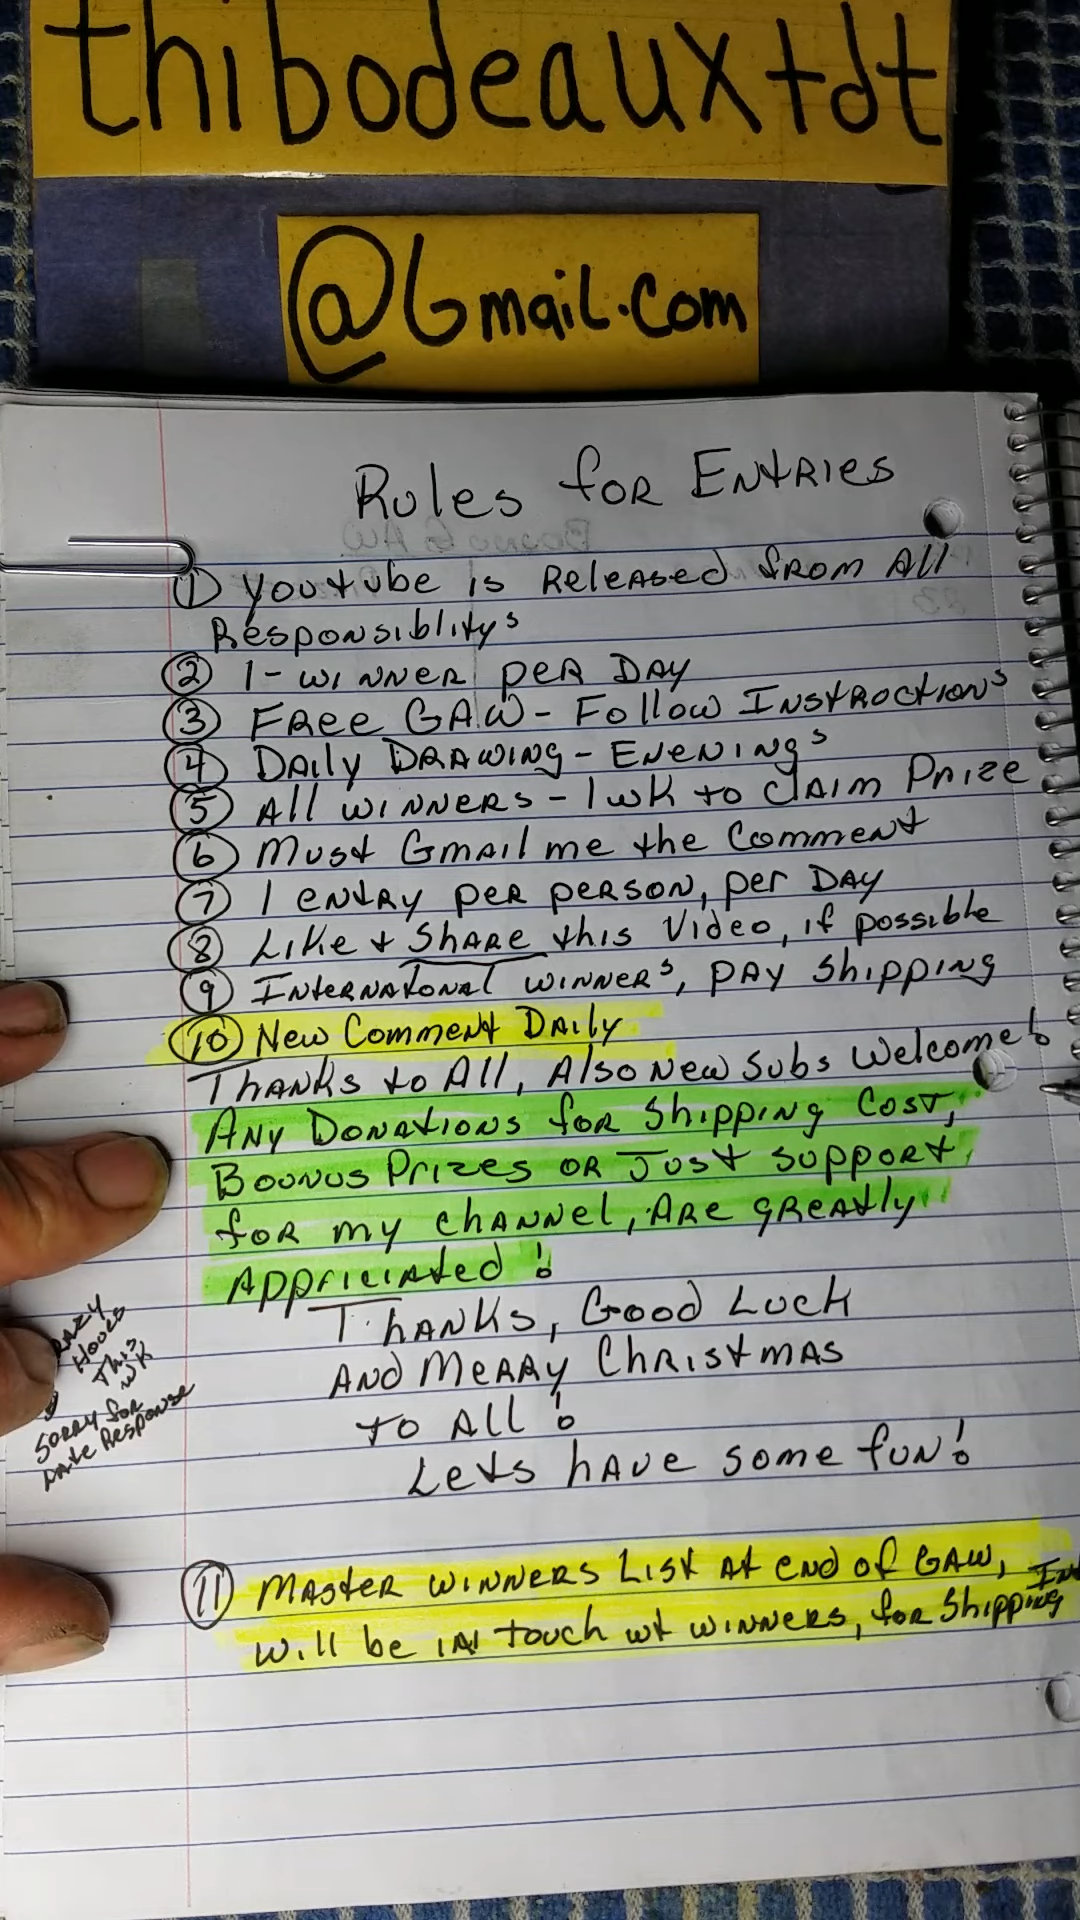 thibodeauxtdt
@Gmail.com
Rules for Entries
① Youtube is Released from All
Responsiblitys
② 1- winner per Day
③ Free GAW - Follow Instructions
④ Daily Drawing - Evenings
⑤ All winners - 1wk to Claim Prize
⑥ Must Gmail me the Comment
⑦ 1 entry per person, per Day
⑧ Like + Share this Video, if possible
⑨ Internatonal winners, pay shipping
⑩ New Comment Daily
Thanks to All, Also New Subs Welcome!
Any Donations for Shipping Cost,
Boonus Prizes or Just support
for my channel, Are greatly
Appriciated!
Thanks, Good Luck
And Merry Christmas
to All!
Lets have some fun!
Hours
This
wk
Sorry for
Late Response
⑪ Master winners List At end of GAW,
will be in touch wt winners, for Shipping